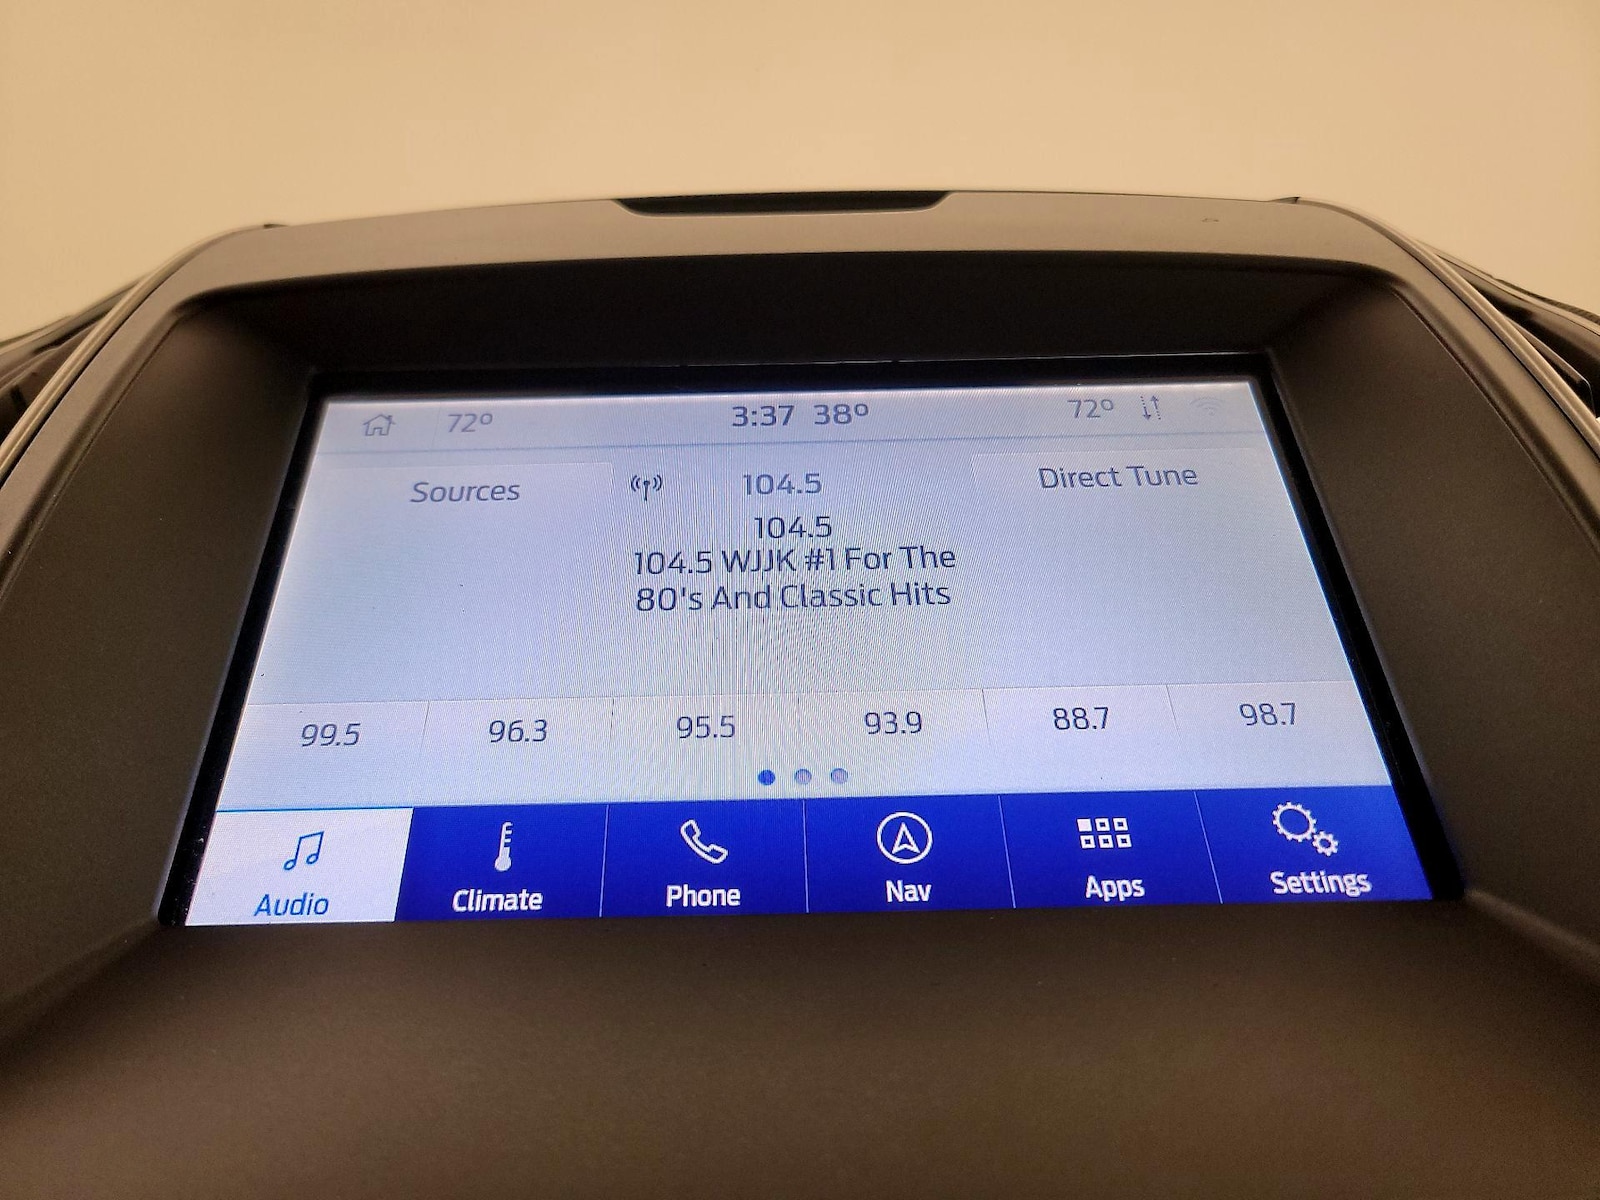 72° 3:37 38° 72°
Sources 104.5 Direct Tune
104.5
104.5 WJJK #1 For The
80's And Classic Hits
99.5 96.3 95.5 93.9 88.7 98.7
Audio Climate Phone Nav Apps Settings